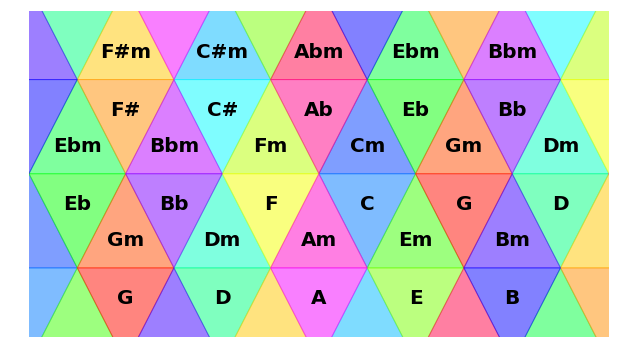 F#m C#m Abm Ebm Bbm
F# C# Ab Eb Bb
Ebm Bbm Fm Cm Gm Dm
Eb Bb F C G D
Gm Dm Am Em Bm
G D A E B